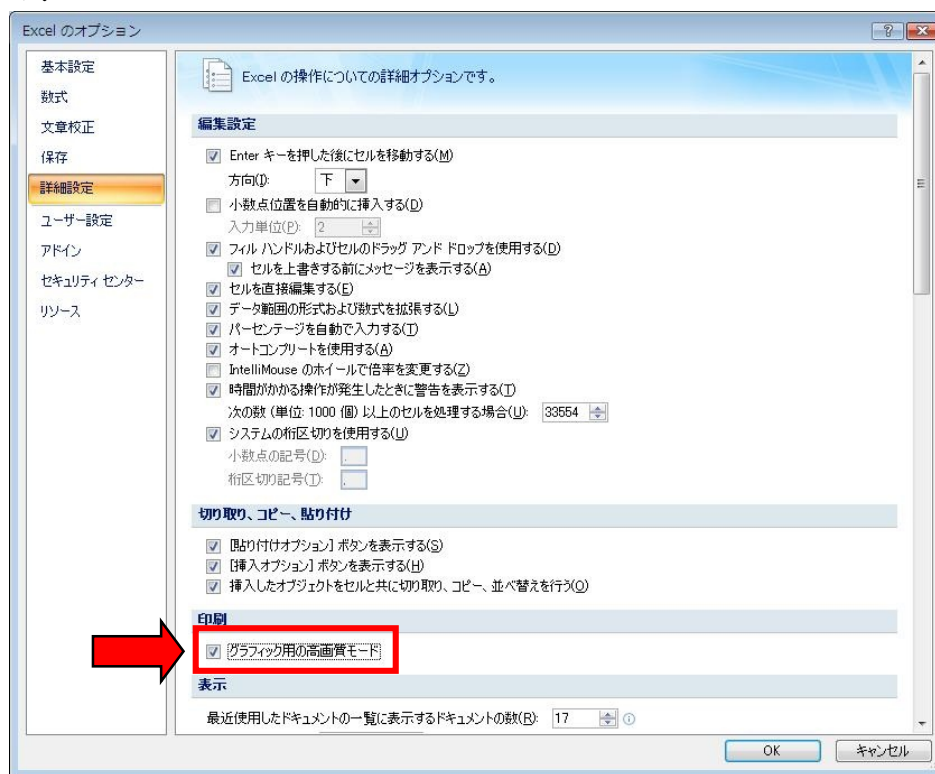 Excel のオプション
基本設定
数式
文章校正
保存
詳細設定
ユーザー設定
アドイン
セキュリティ センター
リソース
Excel の操作についての詳細オプションです。
編集設定
Enter キーを押した後にセルを移動する(M)
方向(I): 下
小数点位置を自動的に挿入する(D)
入力単位(P): 2
フィル ハンドルおよびセルのドラッグ アンド ドロップを使用する(D)
セルを上書きする前にメッセージを表示する(A)
セルを直接編集する(E)
データ範囲の形式および数式を拡張する(L)
パーセンテージを自動で入力する(T)
オートコンプリートを使用する(A)
IntelliMouse のホイールで倍率を変更する(Z)
時間がかかる操作が発生したときに警告を表示する(T)
次の数 (単位: 1000 個) 以上のセルを処理する場合(U): 33554
システムの桁区切りを使用する(U)
小数点の記号(D): .
桁区切り記号(T): ,
切り取り、コピー、貼り付け
[貼り付けオプション] ボタンを表示する(S)
[挿入オプション] ボタンを表示する(H)
挿入したオブジェクトをセルと共に切り取り、コピー、並べ替えを行う(O)
印刷
グラフィック用の高画質モード
表示
最近使用したドキュメントの一覧に表示するドキュメントの数(R): 17
OK
キャンセル